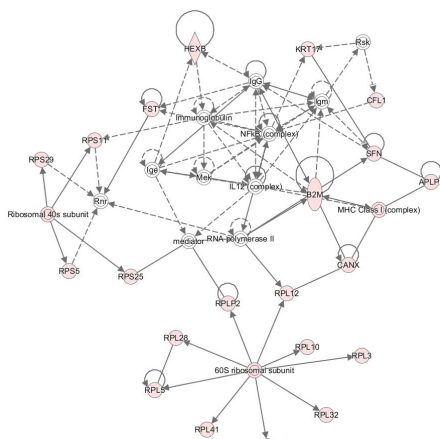 HEXB
KRT17
Rsk
IgG
FST
Igm
CFL1
Immunoglobulin
RPS11
NFkB (complex)
SFN
RPS29
Ige
Mek
IL12 (complex)
APLP
Rnr
B2M
Ribosomal 40s subunit
MHC Class I (complex)
mediator
RNA polymerase II
RPS5
RPS25
CANX
RPL12
RPLP2
RPL28
RPL10
RPL3
60S ribosomal subunit
RPL5
RPL32
RPL41